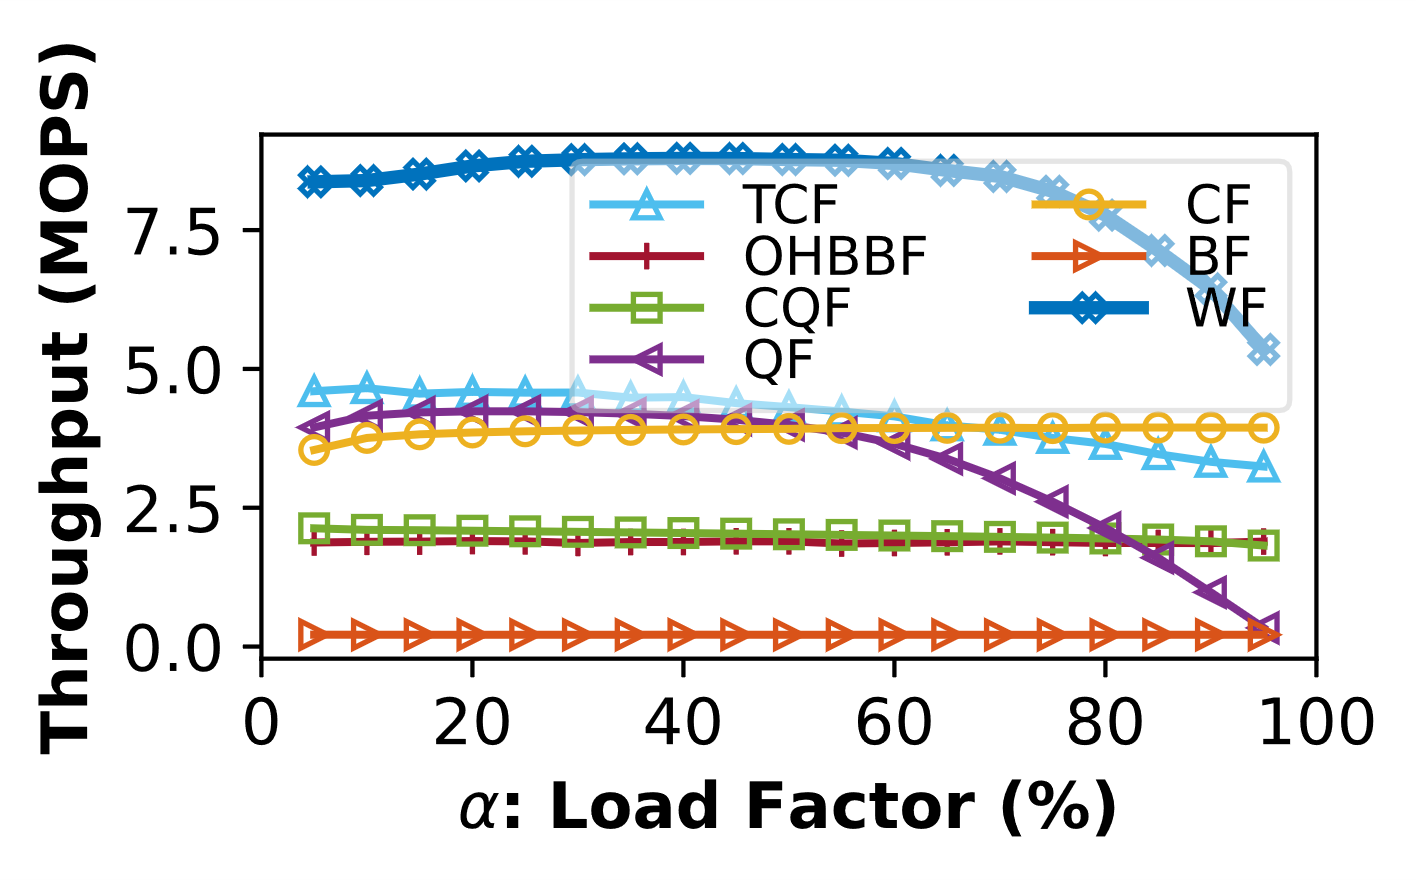 Throughput (MOPS)
7.5
5.0
2.5
0.0
TCF
OHBBF
CQF
QF
CF
BF
WF
0 20 40 60 80 100
α: Load Factor (%)